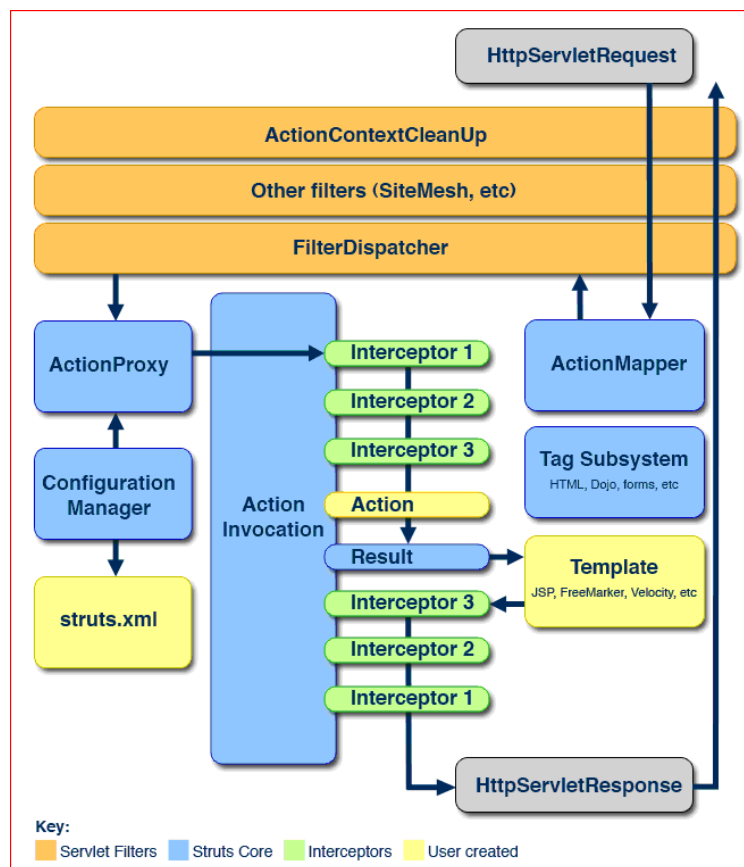 HttpServletRequest
ActionContextCleanUp
Other filters (SiteMesh, etc)
FilterDispatcher
ActionProxy
Interceptor 1
ActionMapper
Interceptor 2
Interceptor 3
Tag Subsystem
HTML, Dojo, forms, etc
Configuration
Manager
Action
Invocation
Action
Result
Template
JSP, FreeMarker, Velocity, etc
struts.xml
Interceptor 3
Interceptor 2
Interceptor 1
HttpServletResponse
Key:
Servlet Filters
Struts Core
Interceptors
User created